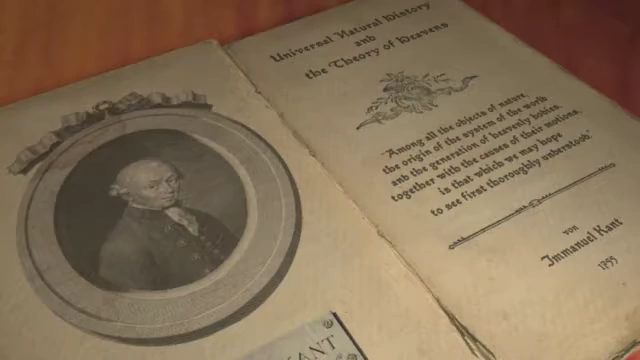 Universal Natural History
and
the Theory of Heavens
"Among all the objects of nature,
the origin of the system of the world
and the generation of heavenly bodies,
together with the causes of their motions,
is that which we may hope
to see first thoroughly understood"
von
Immanuel Kant
1755
KANT